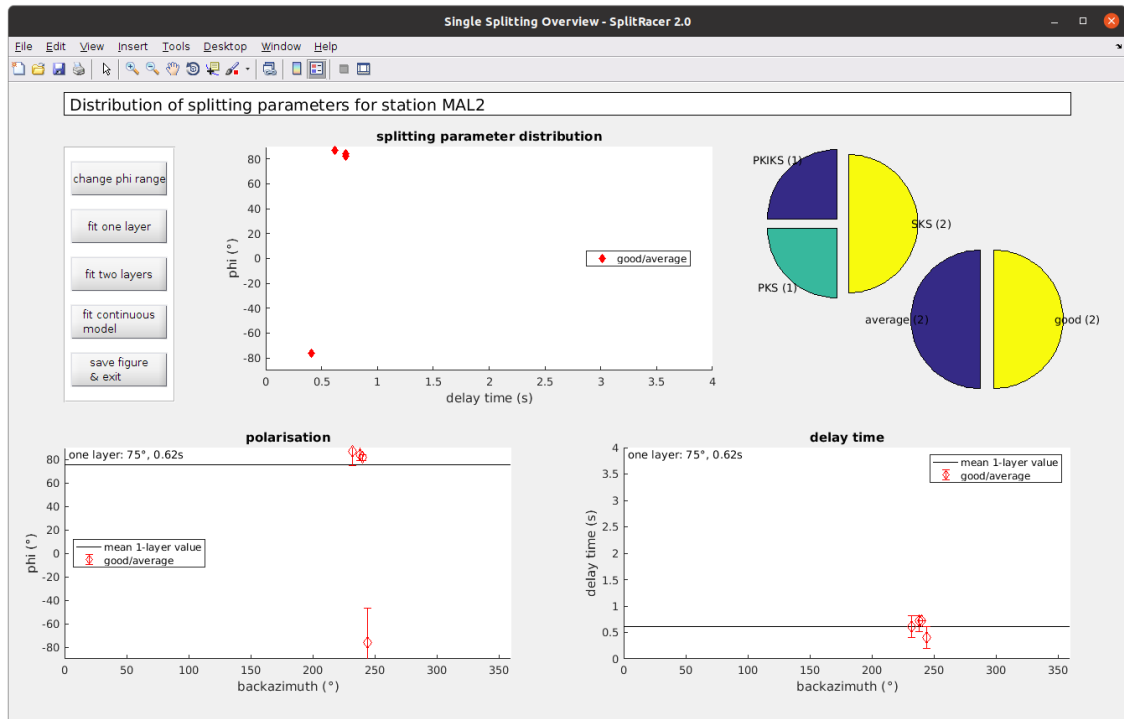 Single Splitting Overview - SplitRacer 2.0
File Edit View Insert Tools Desktop Window Help
Distribution of splitting parameters for station MAL2
change phi range
fit one layer
fit two layers
fit continuous
model
save figure
& exit
splitting parameter distribution
80
60
40
20
0
-20
-40
-60
-80
phi (°)
0 0.5 1 1.5 2 2.5 3 3.5 4
delay time (s)
good/average
PKIKS (1)
SKS (2)
PKS (1)
average (2)
good (2)
polarisation
one layer: 75°, 0.62s
80
60
40
20
0
-20
-40
-60
-80
phi (°)
mean 1-layer value
good/average
0 50 100 150 200 250 300 350
backazimuth (°)
delay time
one layer: 75°, 0.62s
mean 1-layer value
good/average
4
3.5
3
2.5
2
1.5
1
0.5
0
delay time (s)
0 50 100 150 200 250 300 350
backazimuth (°)